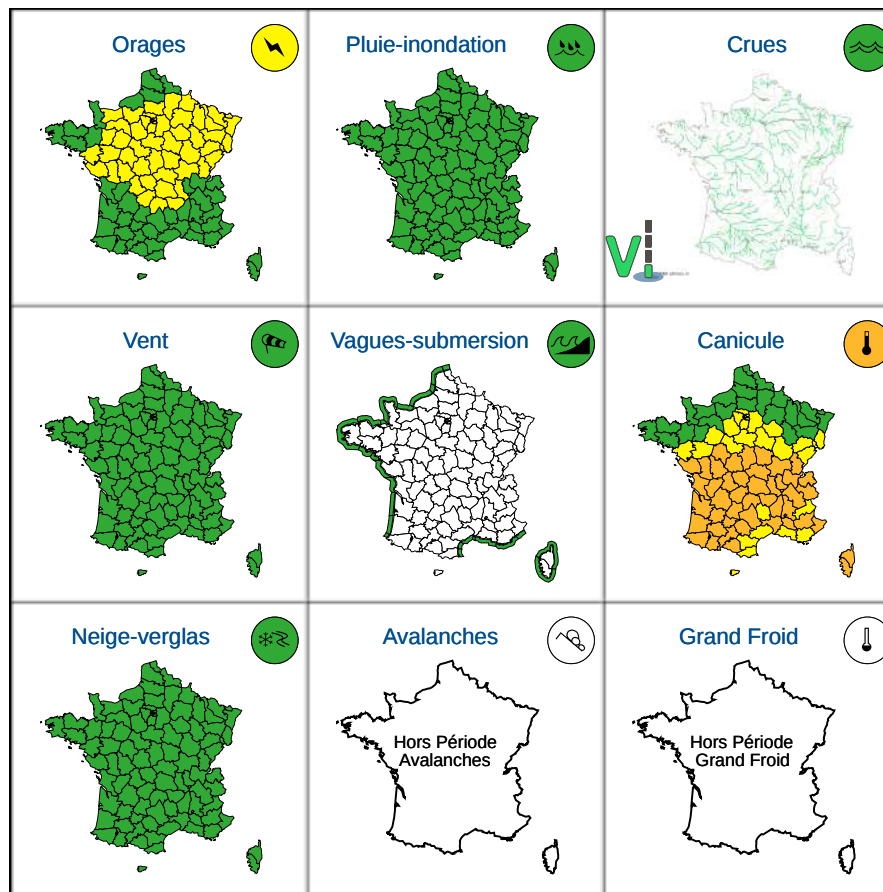 Orages
Pluie-inondation
Crues
Vi
Vent
Vagues-submersion
Canicule
Neige-verglas
Avalanches
Grand Froid
Hors Période
Avalanches
Hors Période
Grand Froid